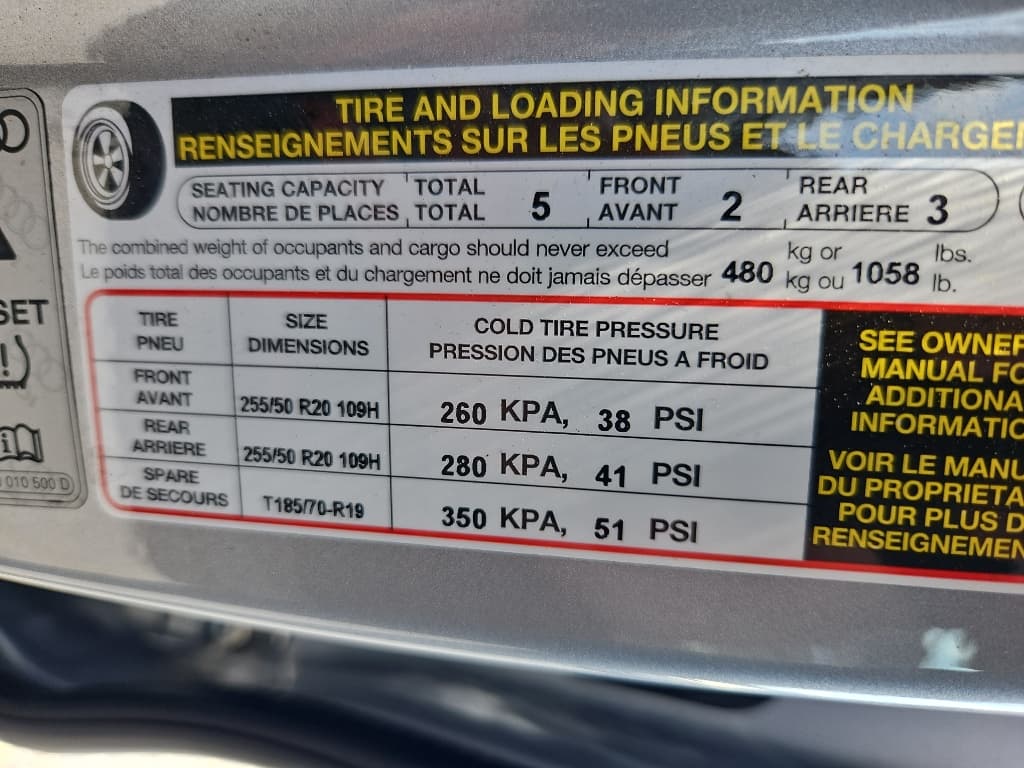 TIRE AND LOADING INFORMATION
RENSEIGNEMENTS SUR LES PNEUS ET LE CHARGE
SEATING CAPACITY TOTAL 5 FRONT 2 REAR 3
NOMBRE DE PLACES TOTAL AVANT ARRIERE
The combined weight of occupants and cargo should never exceed kg or lbs.
Le poids total des occupants et du chargement ne doit jamais dépasser 480 kg ou 1058 lb.
TIRE SIZE COLD TIRE PRESSURE
PNEU DIMENSIONS PRESSION DES PNEUS A FROID
FRONT
AVANT 255/50 R20 109H 260 KPA, 38 PSI
REAR
ARRIERE 255/50 R20 109H 280 KPA, 41 PSI
SPARE
DE SECOURS T185/70-R19 350 KPA, 51 PSI
SEE OWNER
MANUAL FO
ADDITIONA
INFORMATIO
VOIR LE MANU
DU PROPRIETA
POUR PLUS D
RENSEIGNEMEN
SET
010 500 D